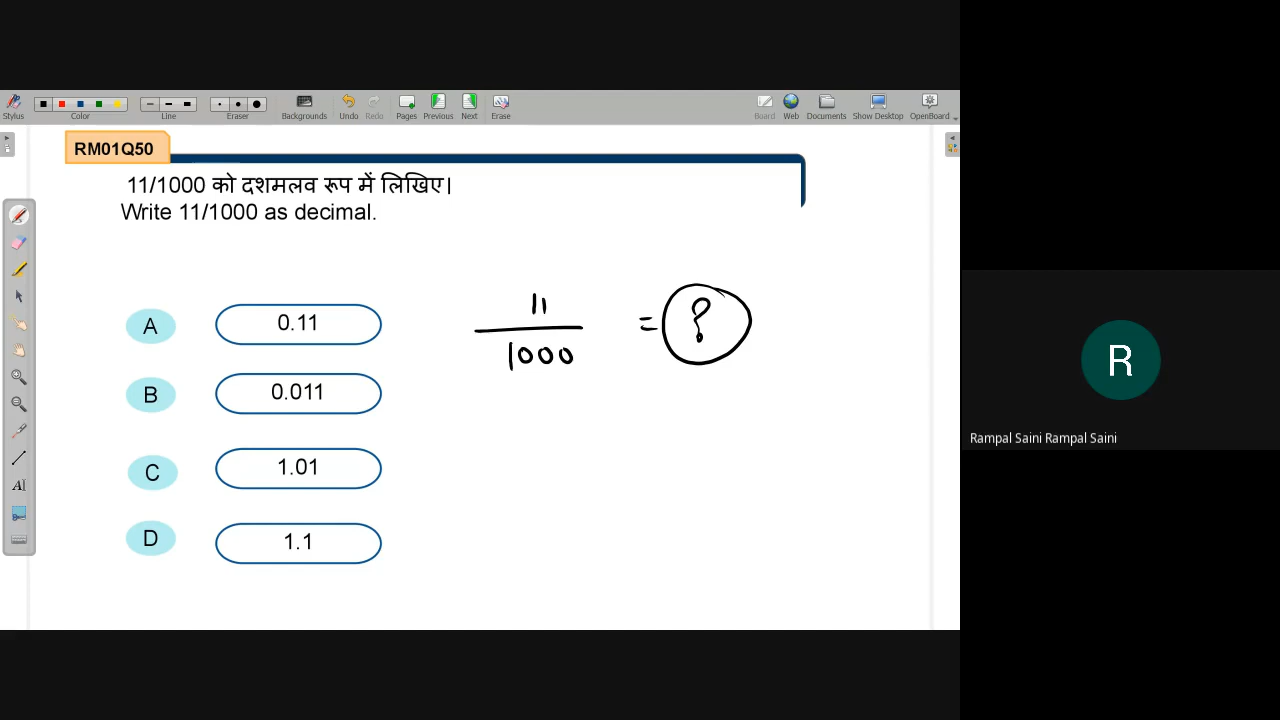 Stylus
Color
Line
Eraser
Backgrounds
Undo
Redo
Pages
Previous
Next
Erase
Board
Web
Documents
Show Desktop
OpenBoard
RM01Q50
11/1000 को दशमलव रूप में लिखिए।
Write 11/1000 as decimal.
A 0.11
B 0.011
C 1.01
D 1.1
11
1000
= ?
AI
R
Rampal Saini Rampal Saini